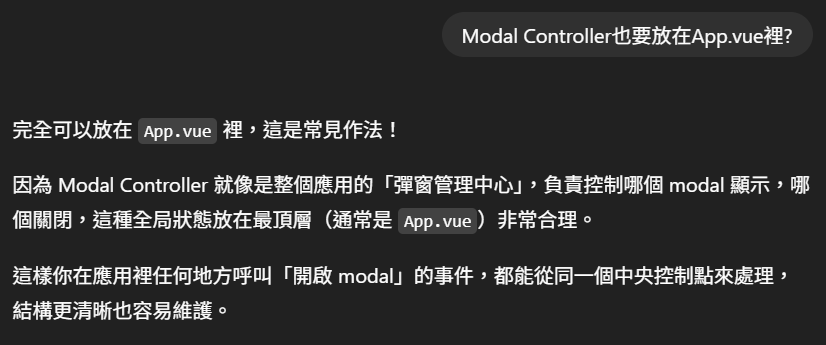 Modal Controller也要放在App.vue裡?
完全可以放在 App.vue 裡，這是常見作法！
因為 Modal Controller 就像是整個應用的「彈窗管理中心」，負責控制哪個 modal 顯示，哪
個關閉，這種全局狀態放在最頂層（通常是 App.vue）非常合理。
這樣你在應用裡任何地方呼叫「開啟 modal」的事件，都能從同一個中央控制點來處理，
結構更清晰也容易維護。